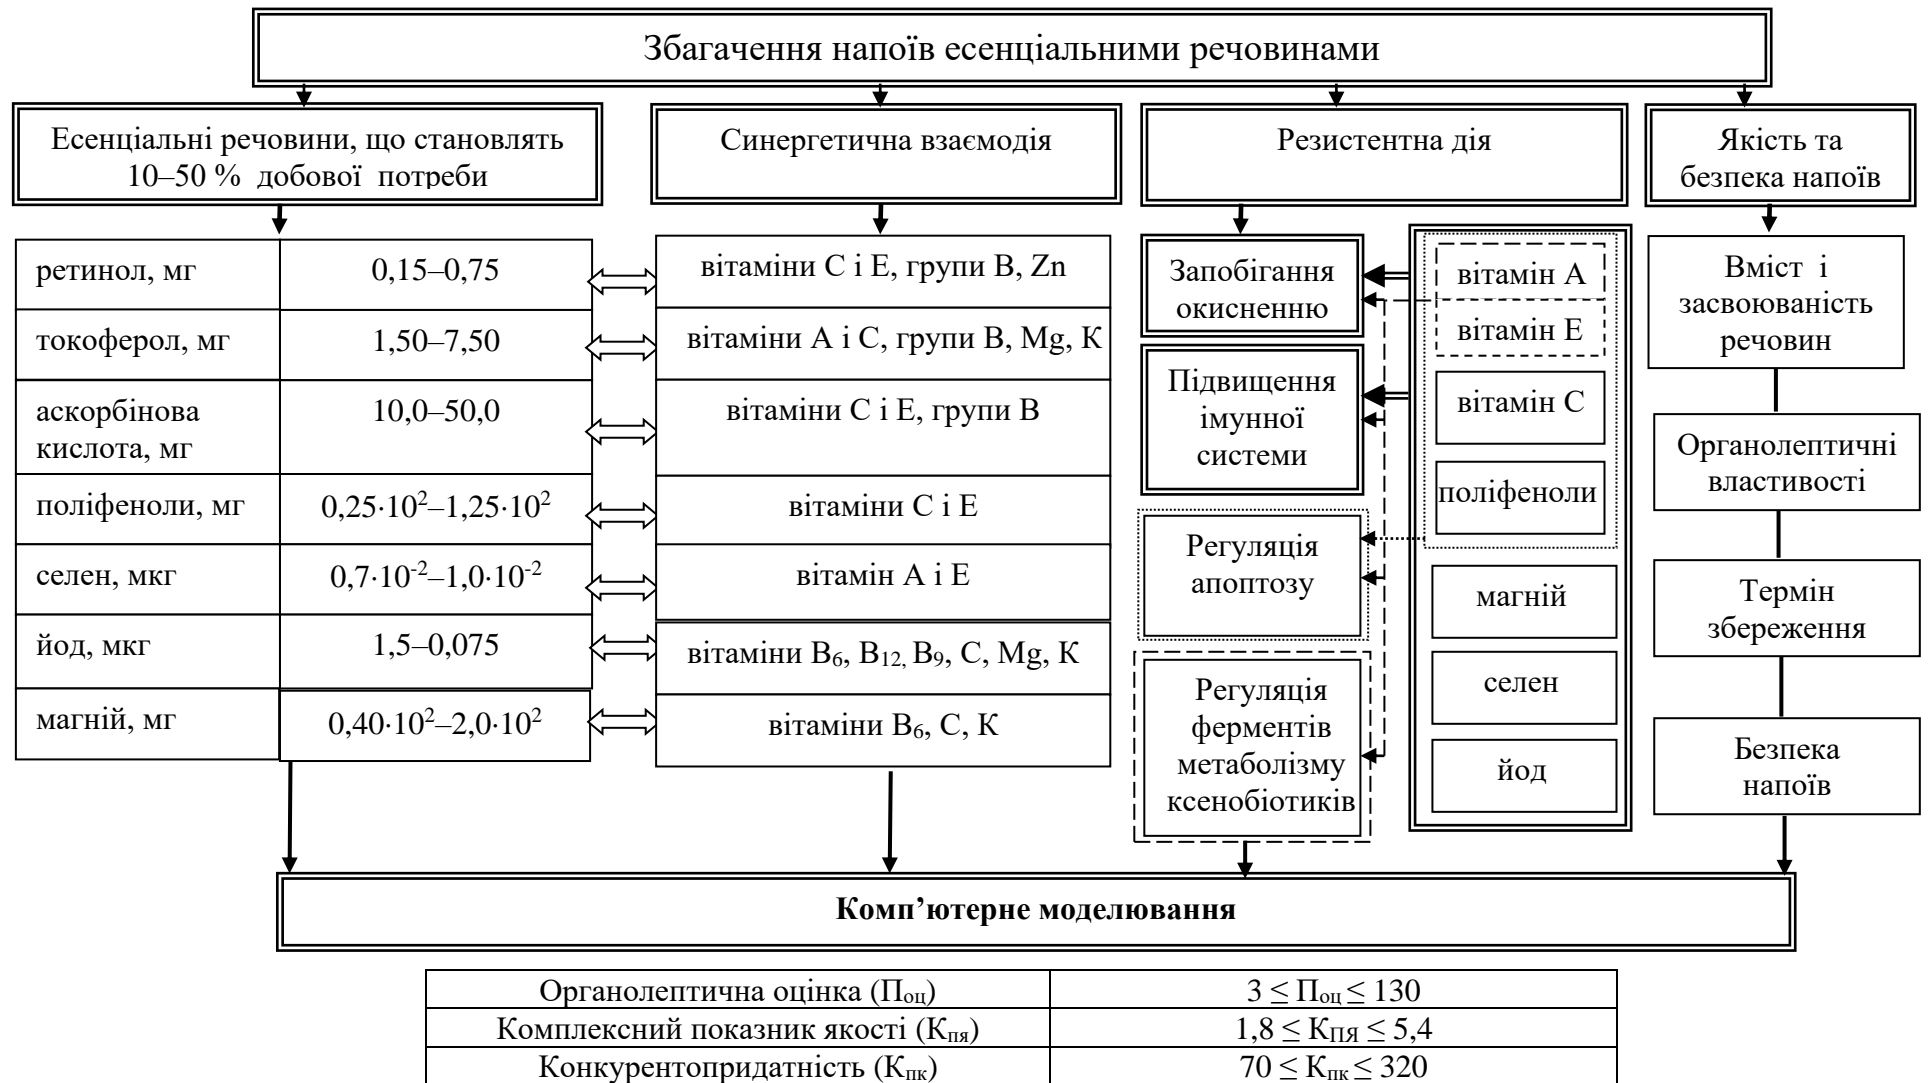 Збагачення напоїв есенціальними речовинами
Есенціальні речовини, що становлять
10–50 % добової потреби
Синергетична взаємодія
Резистентна дія
Якість та
безпека напоїв
ретинол, мг
0,15–0,75
токоферол, мг
1,50–7,50
аскорбінова
кислота, мг
10,0–50,0
поліфеноли, мг
0,25·10²–1,25·10²
селен, мкг
0,7·10⁻²–1,0·10⁻²
йод, мкг
1,5–0,075
магній, мг
0,40·10²–2,0·10²
вітаміни С і Е, групи В, Zn
вітаміни А і С, групи В, Mg, К
вітаміни С і Е, групи В
вітаміни С і Е
вітамін А і Е
вітаміни В₆, В₁₂, В₉, С, Mg, К
вітаміни В₆, С, К
Запобігання
окисненню
Підвищення
імунної
системи
Регуляція
апоптозу
Регуляція
ферментів
метаболізму
ксенобіотиків
вітамін А
вітамін Е
вітамін С
поліфеноли
магній
селен
йод
Вміст і
засвоюваність
речовин
Органолептичні
властивості
Термін
збереження
Безпека
напоїв
Комп’ютерне моделювання
Органолептична оцінка (Поц)
3 ≤ Поц ≤ 130
Комплексний показник якості (Кпя)
1,8 ≤ КПЯ ≤ 5,4
Конкурентопридатність (Кпк)
70 ≤ Кпк ≤ 320